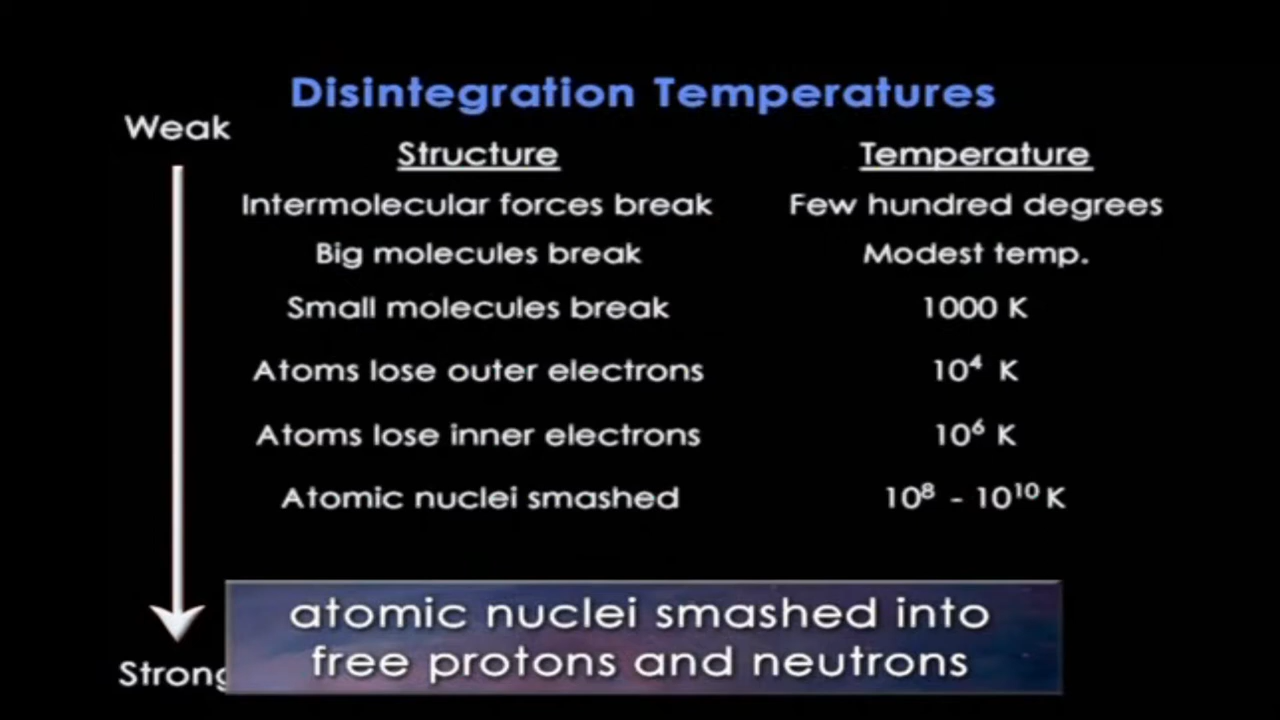 Disintegration Temperatures
Weak
Structure Temperature
Intermolecular forces break Few hundred degrees
Big molecules break Modest temp.
Small molecules break 1000 K
Atoms lose outer electrons 10⁴ K
Atoms lose inner electrons 10⁶ K
Atomic nuclei smashed 10⁸ - 10¹⁰ K
atomic nuclei smashed into
free protons and neutrons
Strong